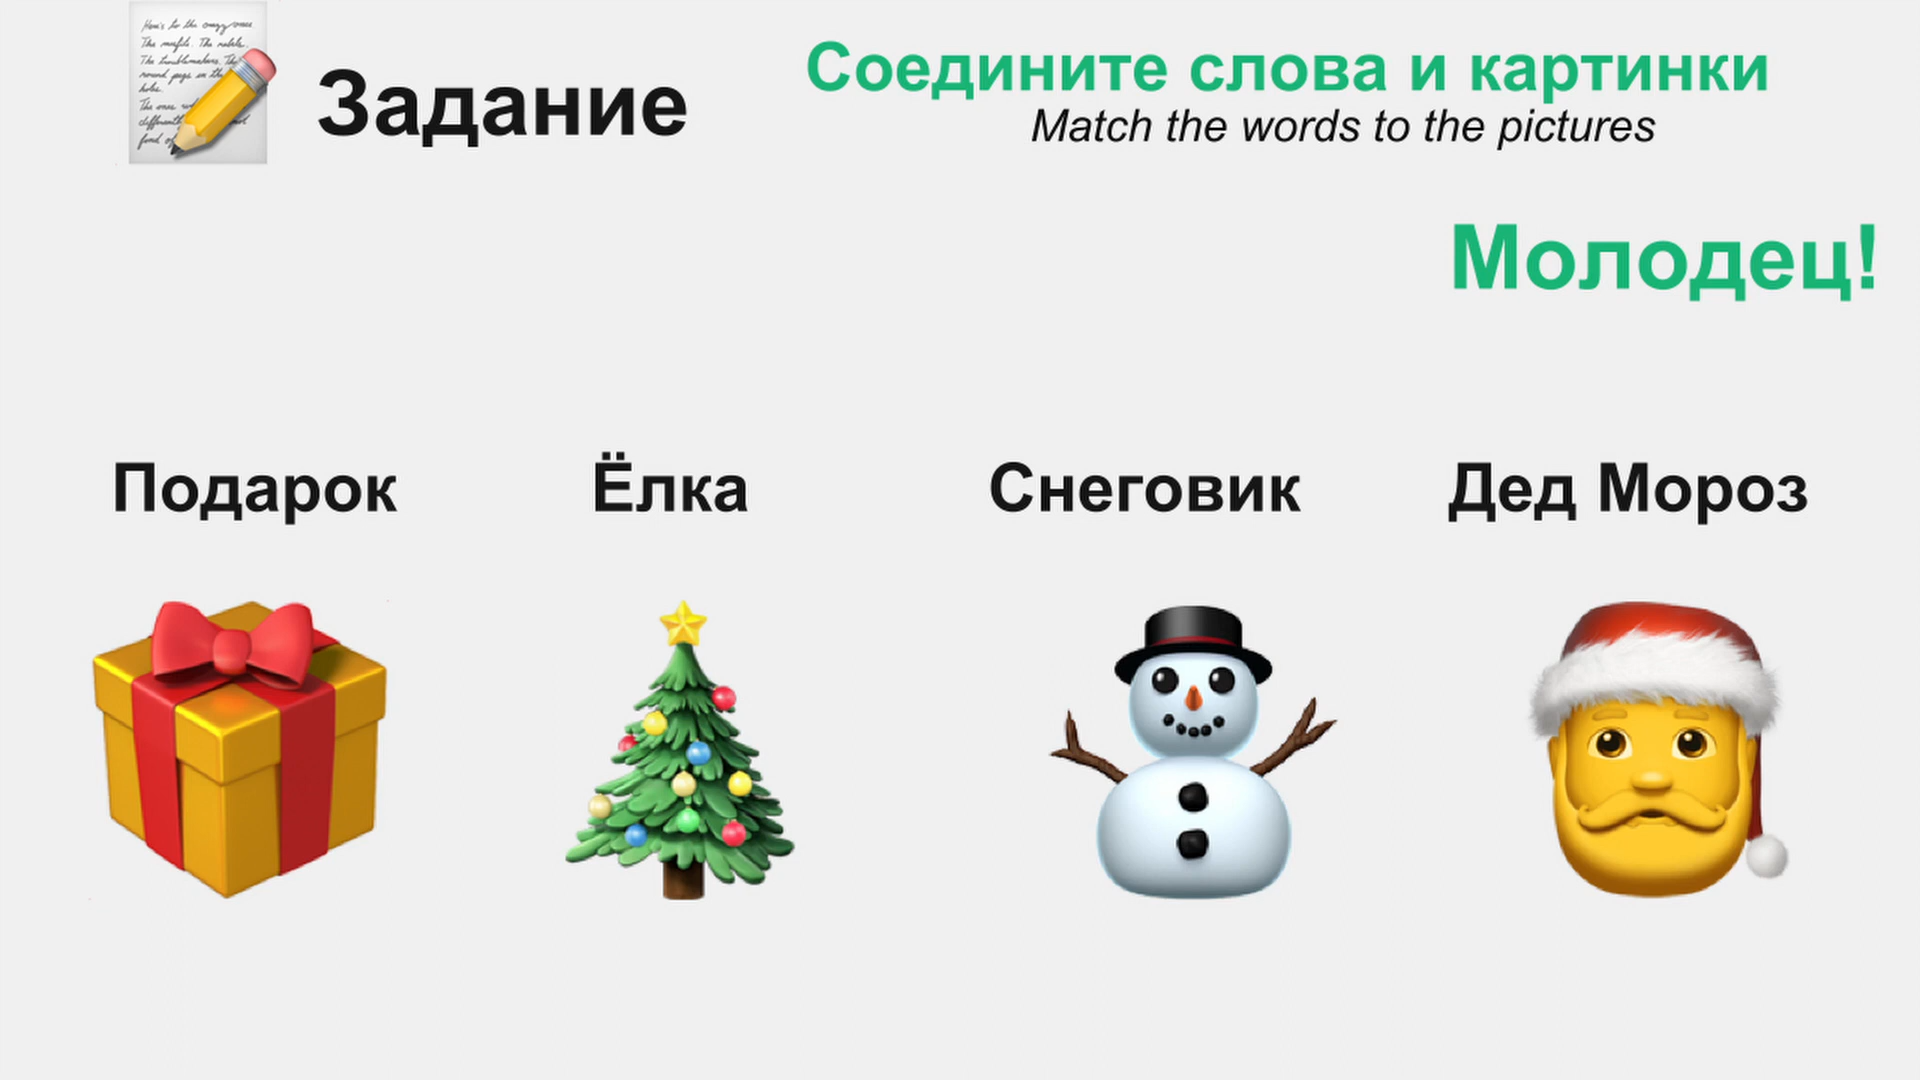 Задание
Соедините слова и картинки
Match the words to the pictures
Молодец!
Подарок
Ёлка
Снеговик
Дед Мороз